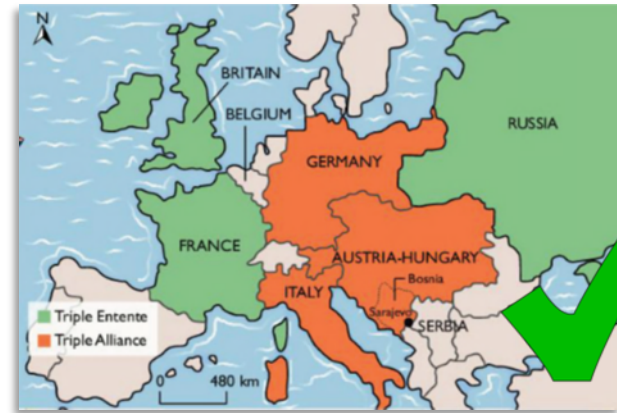 N
BRITAIN
BELGIUM
RUSSIA
GERMANY
FRANCE
AUSTRIA-HUNGARY
Bosnia
ITALY
Sarajevo
SERBIA
Triple Entente
Triple Alliance
0 480 km